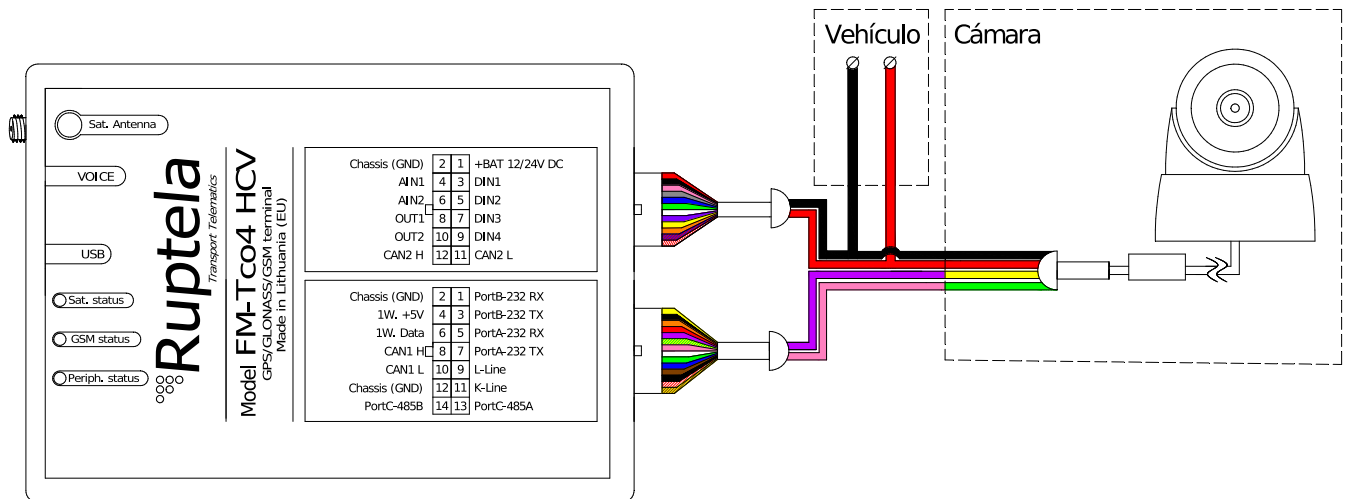 Vehículo
Cámara
Sat. Antenna
VOICE
USB
Sat. status
GSM status
Periph. status
Ruptela
Transport Telematics
Model FM-Tco4 HCV
GPS/GLONASS/GSM terminal
Made in Lithuania (EU)
Chassis (GND) 2 1 +BAT 12/24V DC
AIN1 4 3 DIN1
AIN2 6 5 DIN2
OUT1 8 7 DIN3
OUT2 10 9 DIN4
CAN2 H 12 11 CAN2 L
Chassis (GND) 2 1 PortB-232 RX
1W. +5V 4 3 PortB-232 TX
1W. Data 6 5 PortA-232 RX
CAN1 H 8 7 PortA-232 TX
CAN1 L 10 9 L-Line
Chassis (GND) 12 11 K-Line
PortC-485B 14 13 PortC-485A